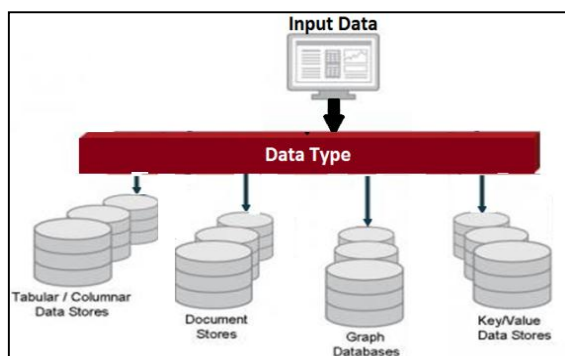 Input Data
Data Type
Tabular / Columnar
Data Stores
Document
Stores
Graph
Databases
Key/Value
Data Stores